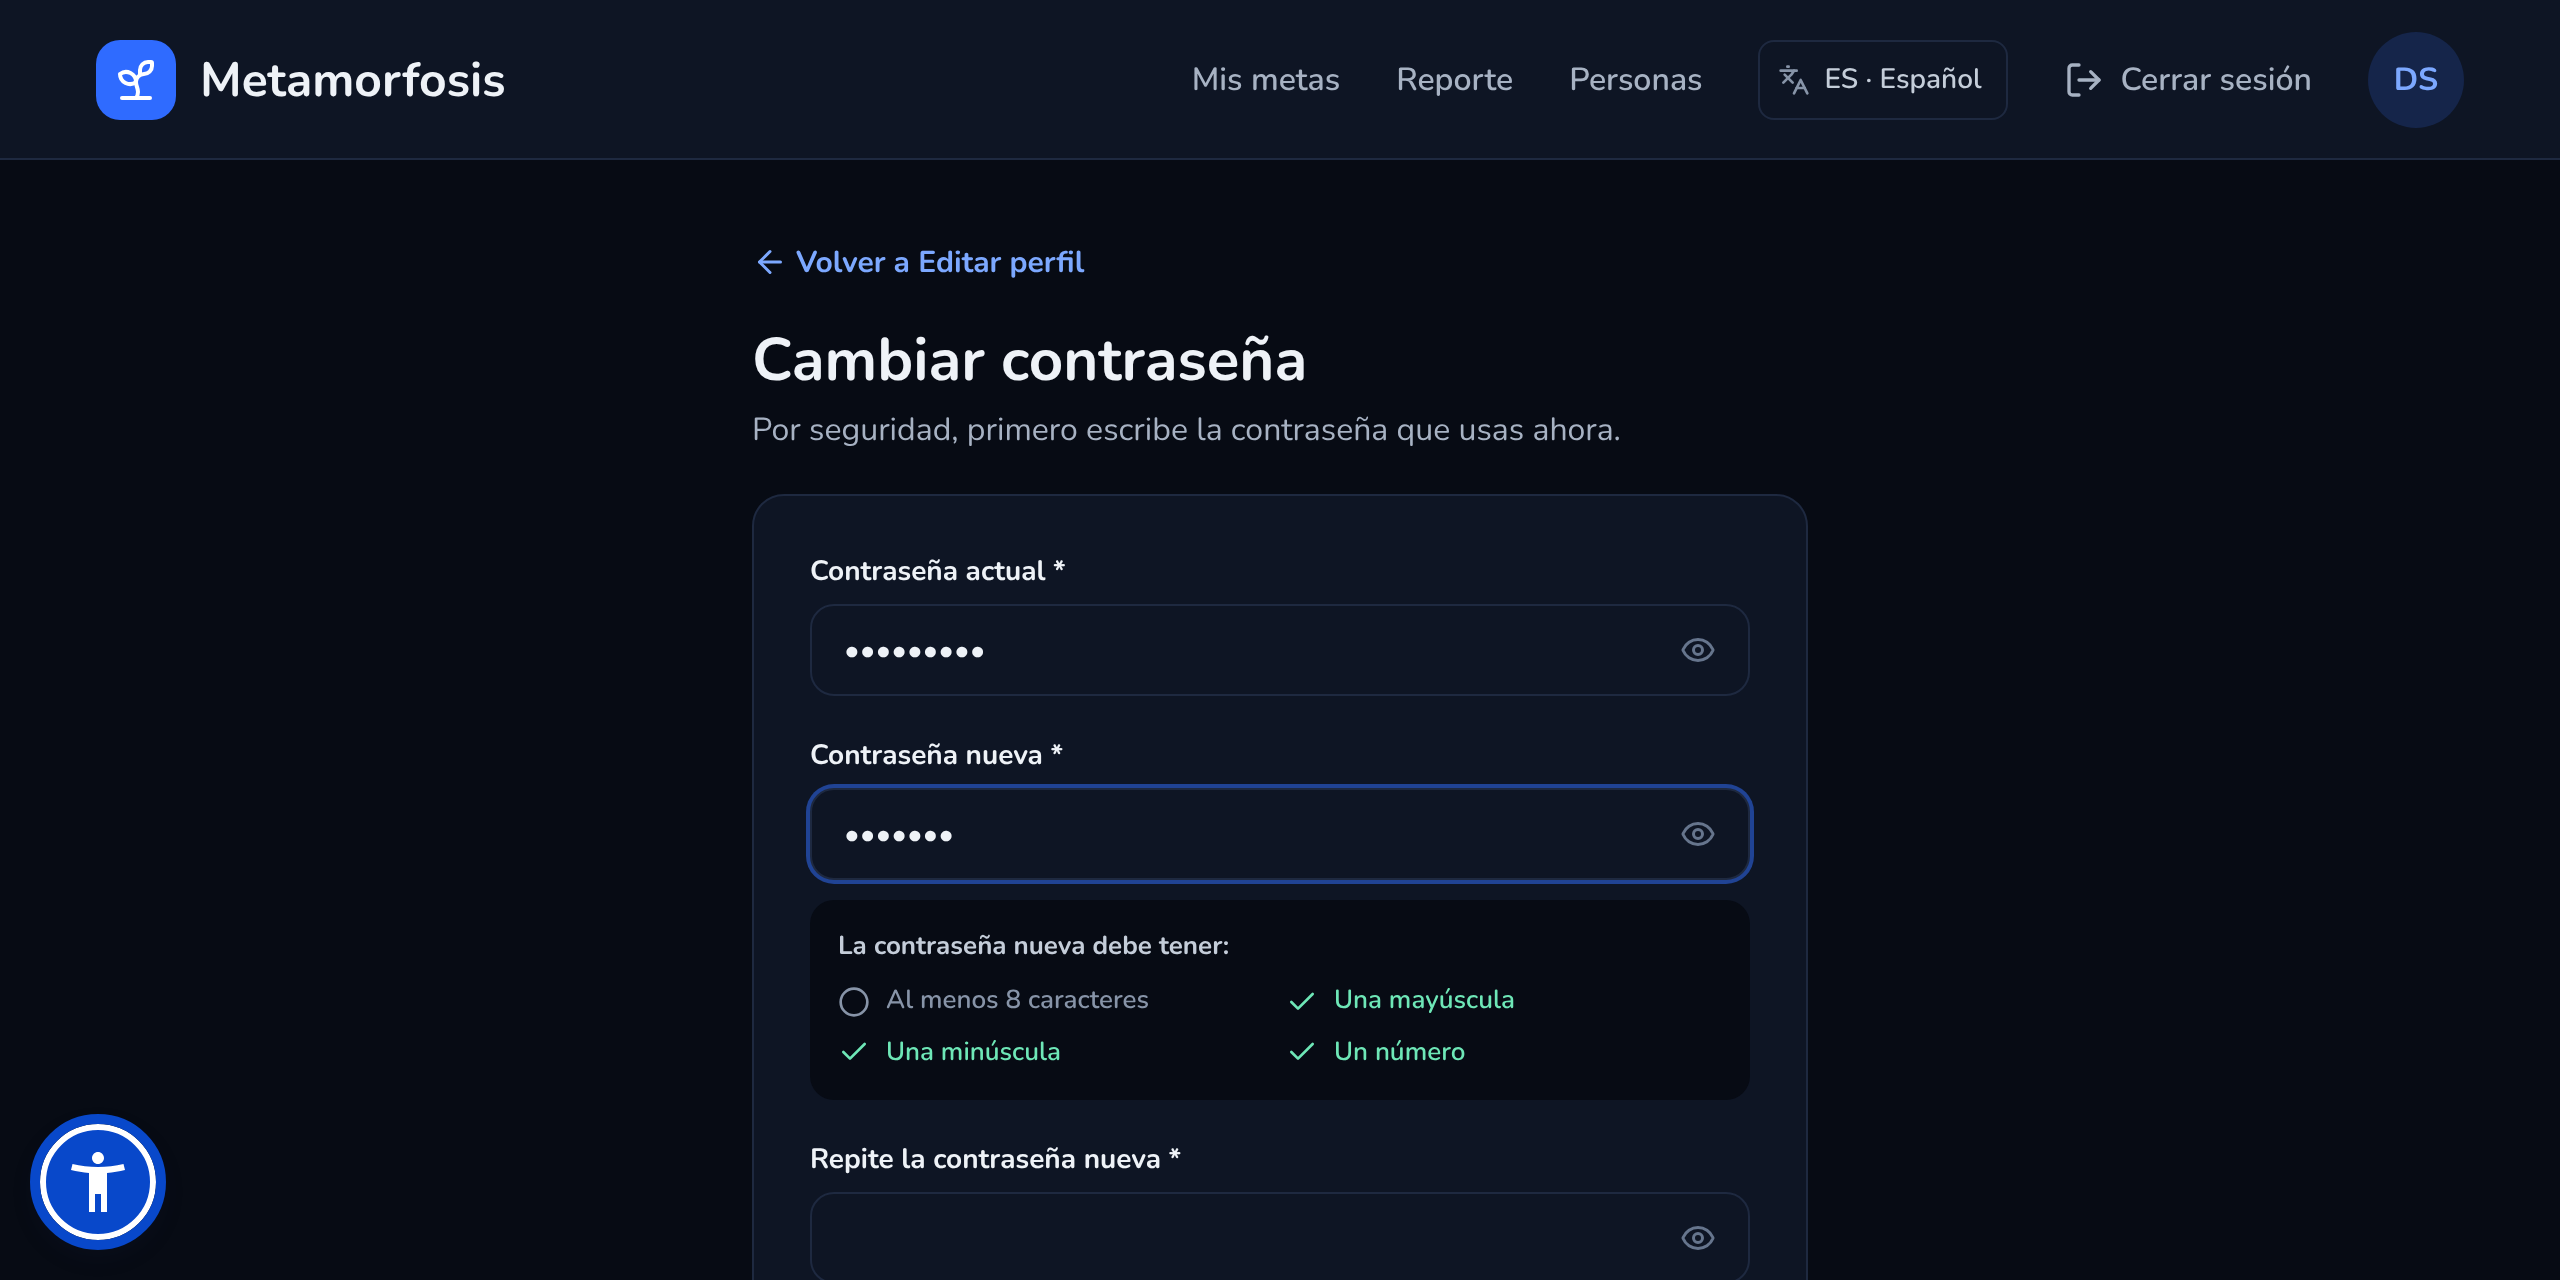 Metamorfosis
Mis metas
Reporte
Personas
ES · Español
Cerrar sesión
DS
Volver a Editar perfil
Cambiar contraseña
Por seguridad, primero escribe la contraseña que usas ahora.
Contraseña actual *
•••••••••
Contraseña nueva *
•••••••
La contraseña nueva debe tener:
Al menos 8 caracteres
Una mayúscula
Una minúscula
Un número
Repite la contraseña nueva *